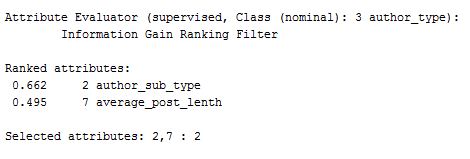 Attribute Evaluator (supervised, Class (nominal): 3 author_type):
Information Gain Ranking Filter
Ranked attributes:
0.662 2 author_sub_type
0.495 7 average_post_lenth
Selected attributes: 2,7 : 2